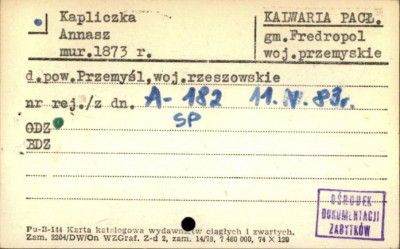 Kapliczka
Annasz
mur.1873 r.
KALWARIA PACŁ.
gm.Fredropol
woj.przemyskie
d.pow.Przemyśl,woj.rzeszowskie
nr rej./z dn. A-182 11.IV.83r.
SP
ODZ
BDZ
Pu-B-144 Karta katalogowa wydawnictw ciągłych i zwartych.
Zam. 2204/DW/On WZGraf. Z-d 2, zam. 14/78, 7 480 000, 74 × 120
OŚRODEK
DOKUMENTACJI
ZABYTKÓW